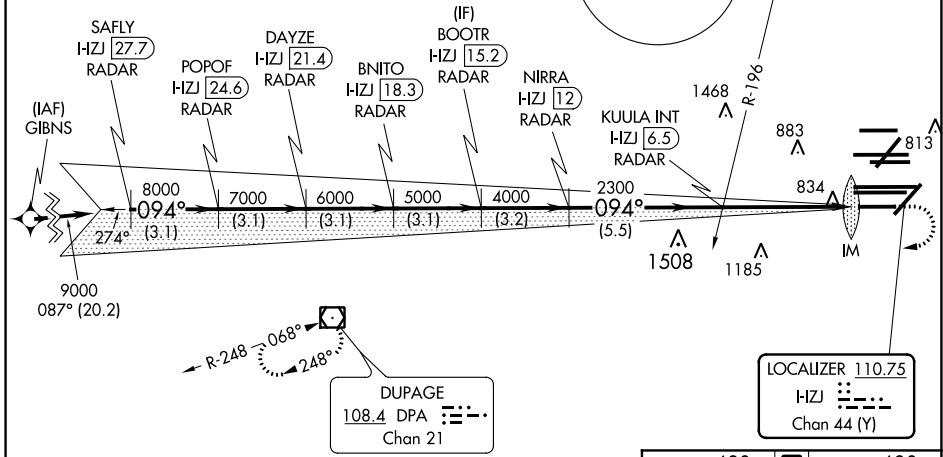 SAFLY
I-IZJ 27.7
RADAR
POPOF
I-IZJ 24.6
RADAR
DAYZE
I-IZJ 21.4
RADAR
BNITO
I-IZJ 18.3
RADAR
(IF)
BOOTR
I-IZJ 15.2
RADAR
NIRRA
I-IZJ 12
RADAR
KUULA INT
I-IZJ 6.5
RADAR
(IAF)
GIBNS
1468
R-196
883
813
834
8000
7000
6000
5000
4000
2300
094°
094°
274°
(3.1)
(3.1)
(3.1)
(3.1)
(3.2)
(5.5)
1508
1185
IM
9000
087° (20.2)
R-248
068°
248°
DUPAGE
108.4 DPA
Chan 21
LOCALIZER 110.75
I-IZJ
Chan 44 (Y)